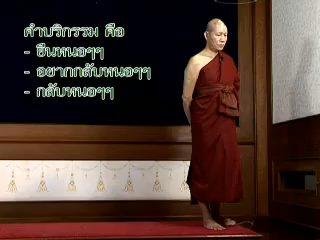 คำบริกรรม คือ
- ยืนหนอๆๆ
- อยากกลับหนอๆๆ
- กลับหนอๆๆ